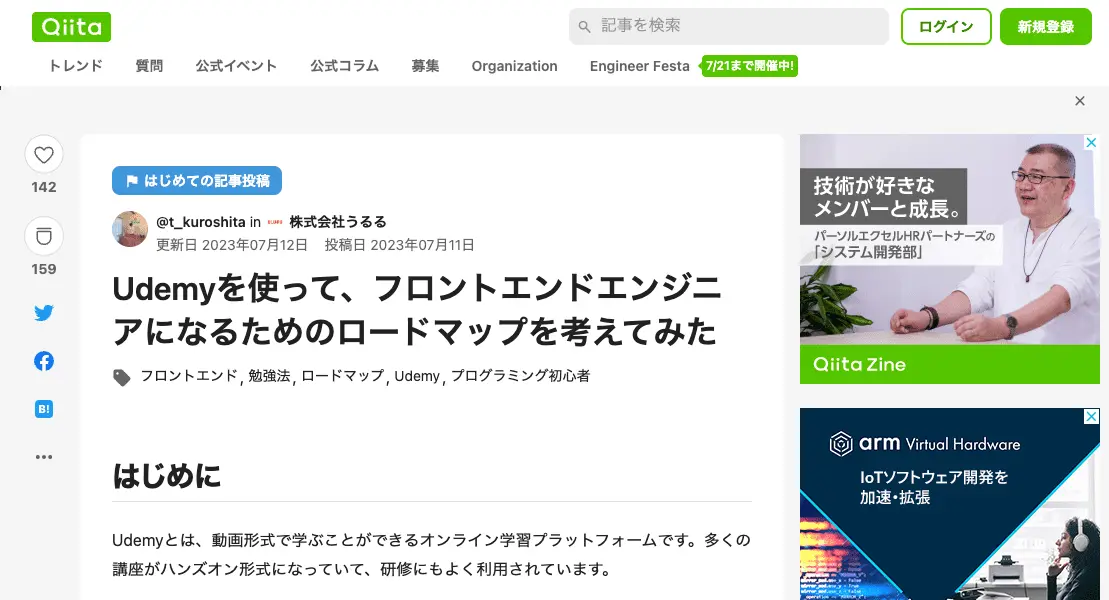 Qiita
記事を検索
ログイン
新規登録
トレンド 質問 公式イベント 公式コラム 募集 Organization Engineer Festa 7/21まで開催中!
142
159
B!
はじめての記事投稿
@t_kuroshita in 株式会社うるる
更新日 2023年07月12日 投稿日 2023年07月11日
Udemyを使って、フロントエンドエンジニ
アになるためのロードマップを考えてみた
フロントエンド, 勉強法, ロードマップ, Udemy, プログラミング初心者
はじめに
Udemyとは、動画形式で学ぶことができるオンライン学習プラットフォームです。多くの
講座がハンズオン形式になっていて、研修にもよく利用されています。
技術が好きな
メンバーと成長。
パーソルエクセルHRパートナーズの
「システム開発部」
Qiita Zine
arm Virtual Hardware
IoTソフトウェア開発を
加速・拡張